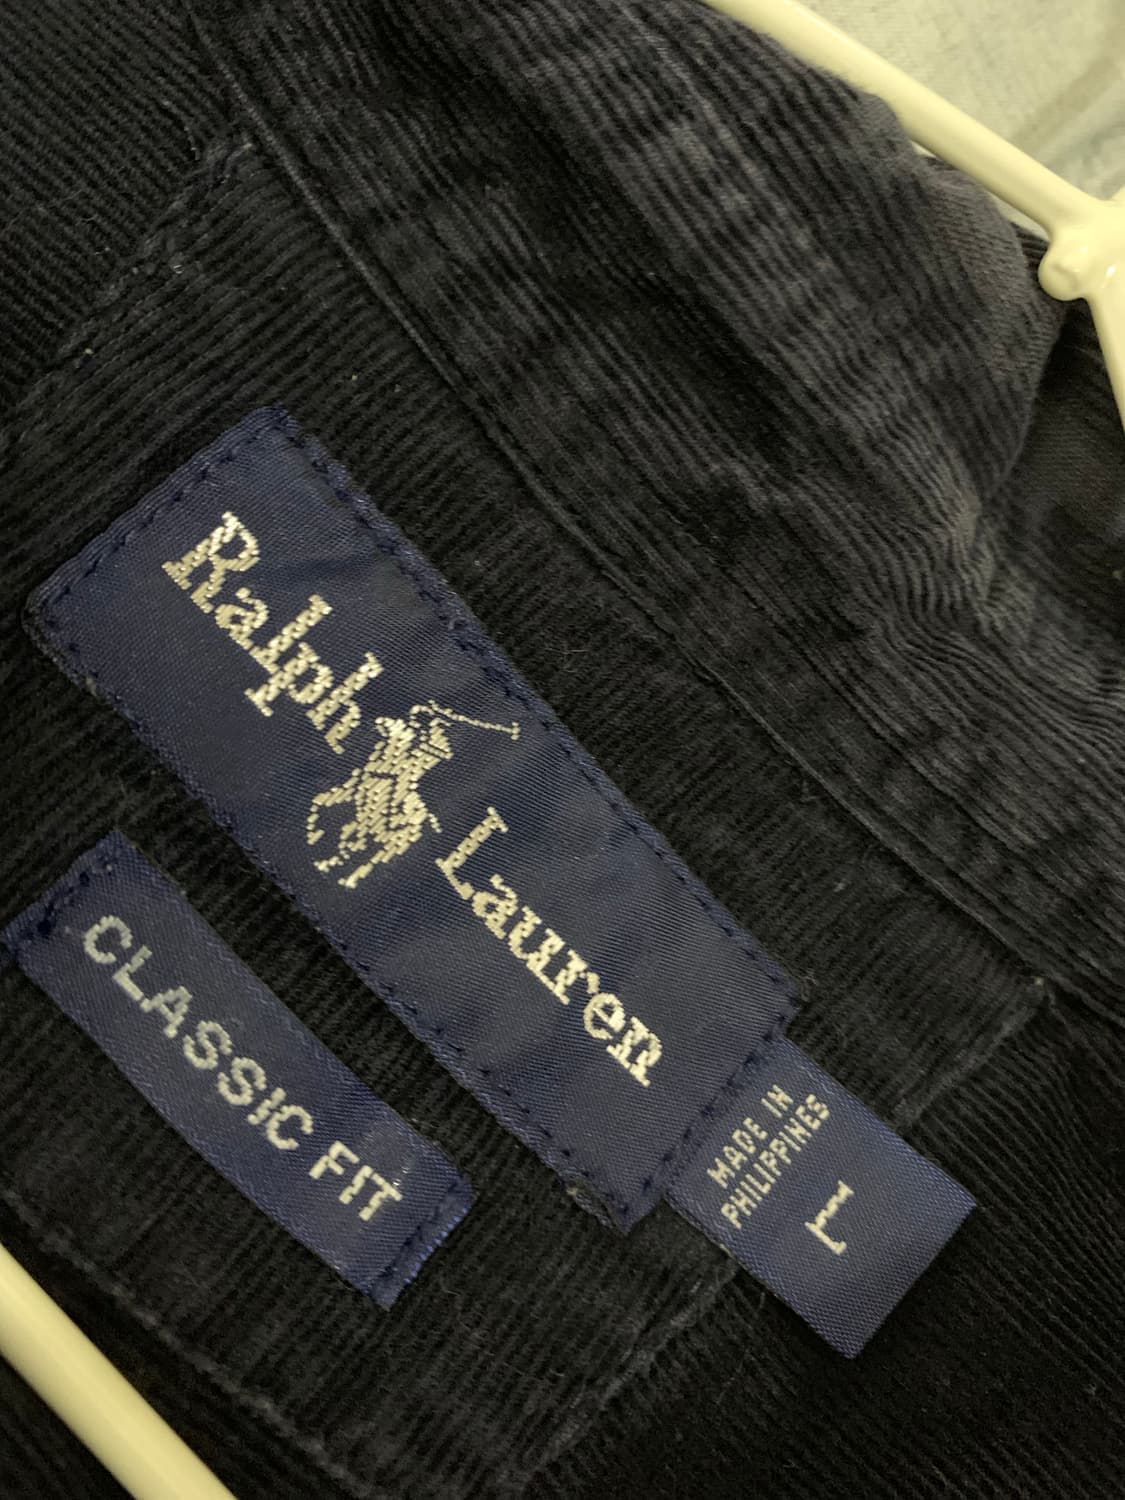 Ralph Lauren
CLASSIC FIT
MADE IN
PHILIPPINES
L